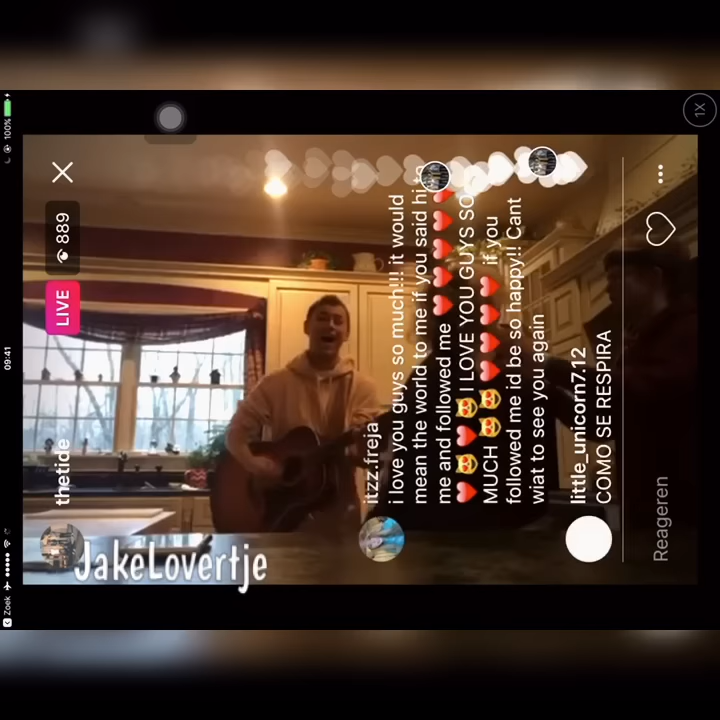 Zoek
09:41
100%
1X
thetide
LIVE
889
itzz.freja
i love you guys so much!!! it would
mean the world to me if you said hi to
me and followed me ❤️❤️❤️❤️❤️
❤️😻❤️😻I LOVE YOU GUYS SO
MUCH 😻😻❤️❤️❤️❤️ if you
followed me id be so happy!! Cant
wiat to see you again
little_unicorn7.12
COMO SE RESPIRA
Reageren
JakeLovertje